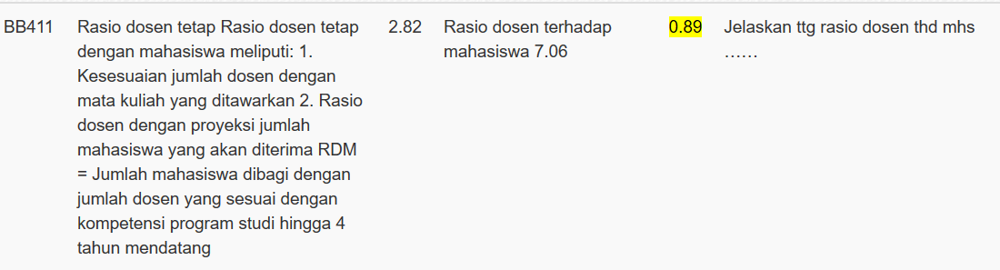 BB411 Rasio dosen tetap Rasio dosen tetap 2.82 Rasio dosen terhadap 0.89 Jelaskan ttg rasio dosen thd mhs
dengan mahasiswa meliputi: 1. mahasiswa 7.06 ......
Kesesuaian jumlah dosen dengan
mata kuliah yang ditawarkan 2. Rasio
dosen dengan proyeksi jumlah
mahasiswa yang akan diterima RDM
= Jumlah mahasiswa dibagi dengan
jumlah dosen yang sesuai dengan
kompetensi program studi hingga 4
tahun mendatang